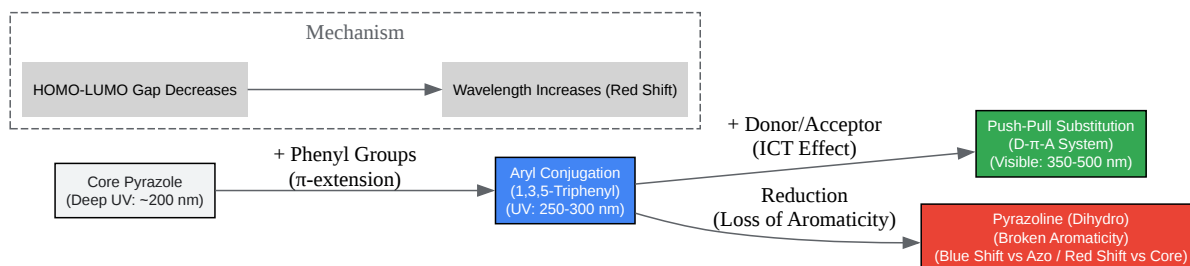 Mechanism
HOMO-LUMO Gap Decreases
Wavelength Increases (Red Shift)
Core Pyrazole
(Deep UV: ~200 nm)
+ Phenyl Groups
(π-extension)
Aryl Conjugation
(1,3,5-Triphenyl)
(UV: 250-300 nm)
+ Donor/Acceptor
(ICT Effect)
Push-Pull Substitution
(D-π-A System)
(Visible: 350-500 nm)
Reduction
(Loss of Aromaticity)
Pyrazoline (Dihydro)
(Broken Aromaticity)
(Blue Shift vs Azo / Red Shift vs Core)